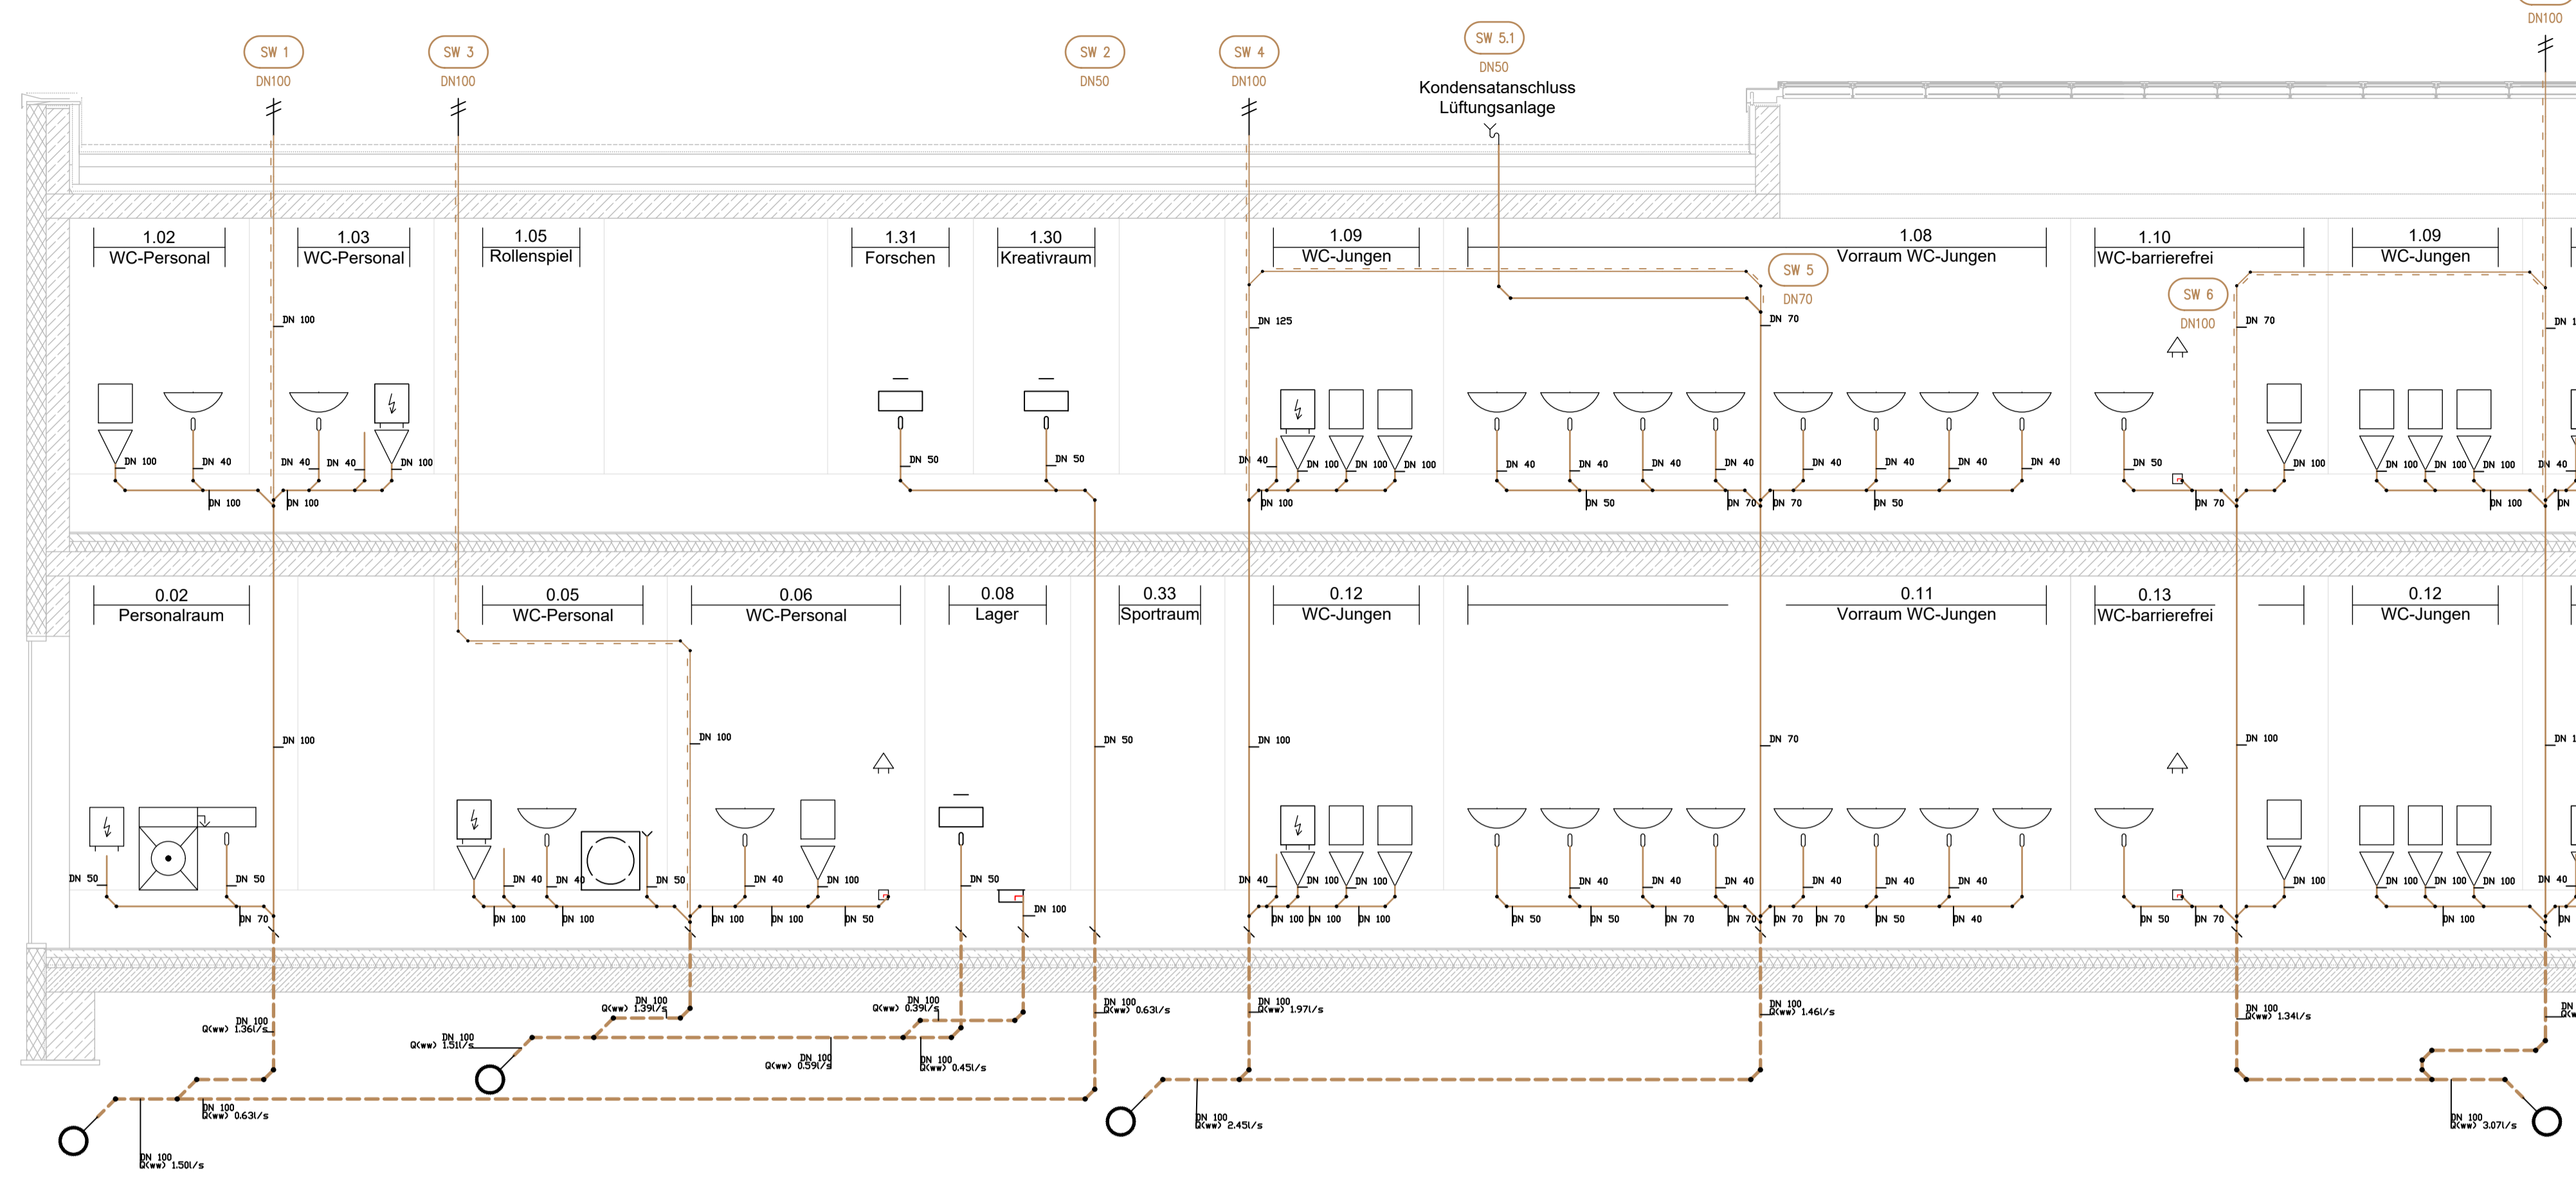 SW 1
DN100
SW 3
DN100
SW 2
DN50
SW 4
DN100
SW 5.1
DN50
Kondensatanschluss
Lüftungsanlage
DN100
1.02
WC-Personal
1.03
WC-Personal
1.05
Rollenspiel
1.31
Forschen
1.30
Kreativraum
1.09
WC-Jungen
1.08
Vorraum WC-Jungen
1.10
WC-barrierefrei
1.09
WC-Jungen
SW 5
DN70
SW 6
DN100
DN 100
DN 125
DN 70
DN 70
DN 100
DN 40
DN 40
DN 40
DN 100
DN 50
DN 50
DN 40
DN 100
DN 100
DN 100
DN 40
DN 40
DN 40
DN 40
DN 40
DN 40
DN 40
DN 50
DN 100
DN 100
DN 100
DN 100
DN 40
DN 100
DN 100
DN 100
DN 50
DN 70
DN 70
DN 50
DN 70
DN 100
DN
0.02
Personalraum
0.05
WC-Personal
0.06
WC-Personal
0.08
Lager
0.33
Sportraum
0.12
WC-Jungen
0.11
Vorraum WC-Jungen
0.13
WC-barrierefrei
0.12
WC-Jungen
DN 100
DN 100
DN 50
DN 100
DN 70
DN 100
DN 50
DN 50
DN 40
DN 40
DN 50
DN 40
DN 100
DN 50
DN 40
DN 100
DN 100
DN 40
DN 40
DN 40
DN 40
DN 40
DN 40
DN 100
DN 100
DN 100
DN 100
DN 40
DN 70
DN 100
DN 100
DN 100
DN 100
DN 50
DN 100
DN 100
DN 100
DN 100
DN 50
DN 50
DN 70
DN 70
DN 70
DN 70
DN 50
DN 40
DN 50
DN 70
DN 100
DN
DN 100
Q(ww) 1.36l/s
DN 100
Q(ww) 1.39l/s
DN 100
Q(ww) 0.39l/s
DN 100
Q(ww) 0.63l/s
DN 100
Q(ww) 1.97l/s
DN 100
Q(ww) 1.46l/s
DN 100
Q(ww) 1.34l/s
DN 100
Q(ww) 1.51l/s
DN 100
Q(ww) 0.59l/s
DN 100
Q(ww) 0.45l/s
DN 100
Q(ww) 0.63l/s
DN 100
Q(ww) 2.45l/s
DN 100
Q(ww) 3.07l/s
DN 100
Q(ww) 1.50l/s